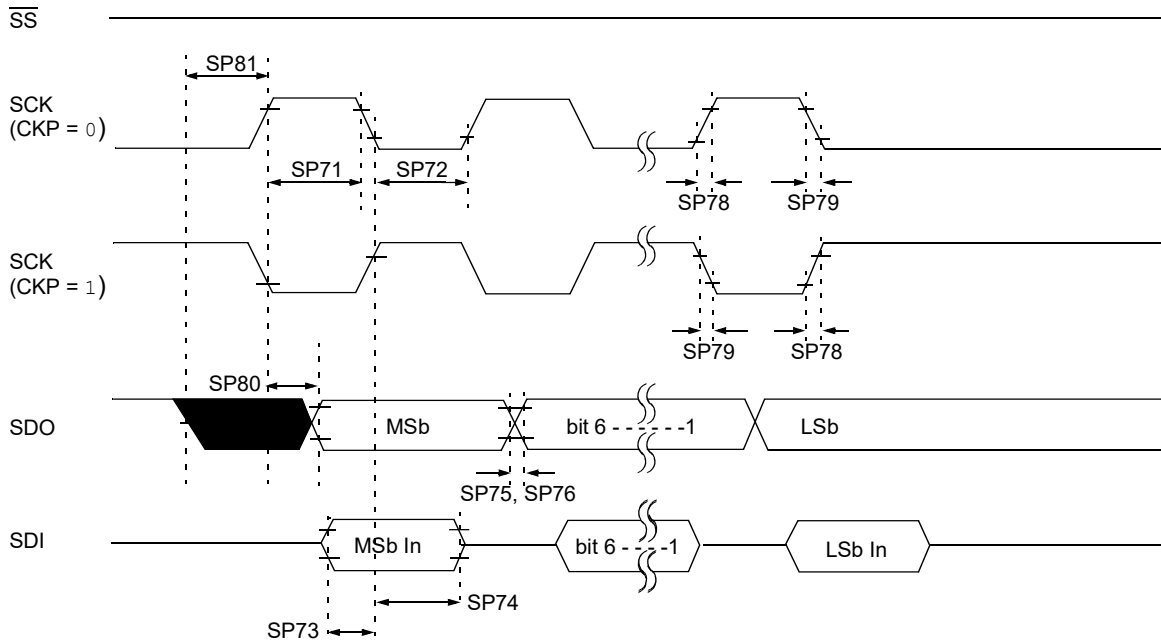 SS
SP81
SCK
(CKP = 0)
SP71
SP72
SP78
SP79
SCK
(CKP = 1)
SP79
SP78
SP80
SDO
MSb
bit 6 - - - - - - -1
LSb
SP75, SP76
SDI
MSb In
bit 6 - - - - -1
LSb In
SP74
SP73